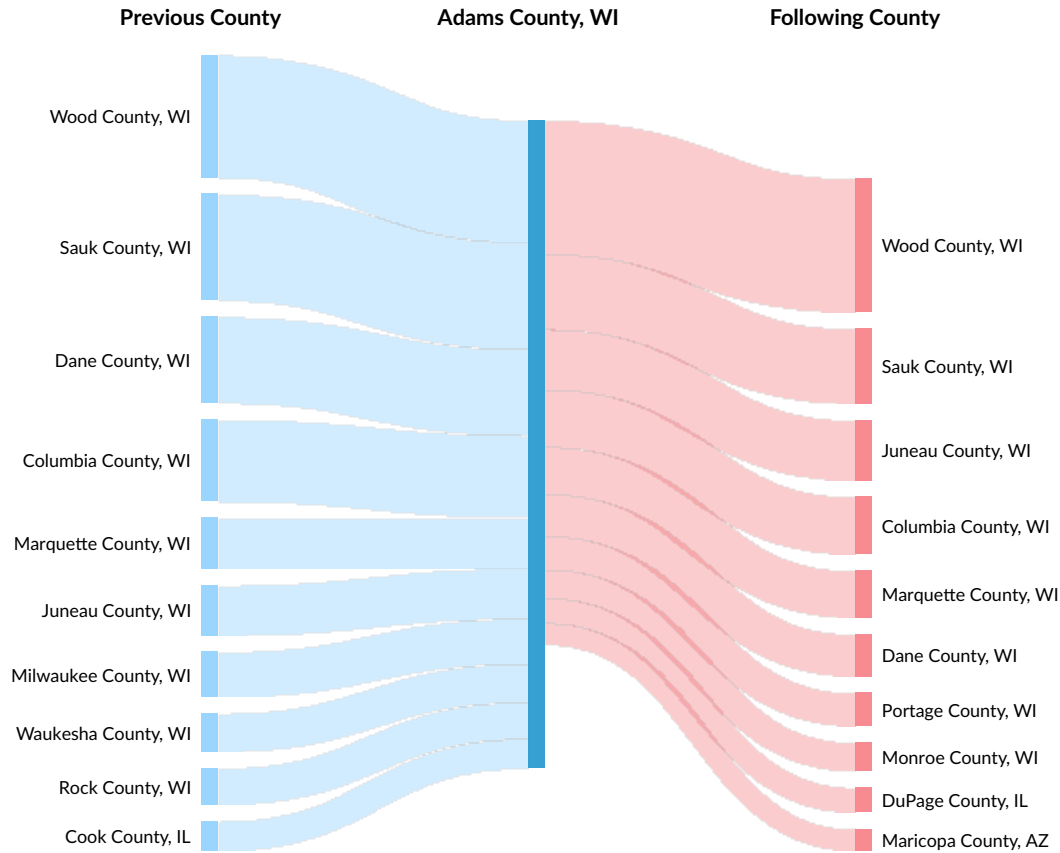 Previous County
Adams County, WI
Following County
Wood County, WI
Sauk County, WI
Dane County, WI
Columbia County, WI
Marquette County, WI
Juneau County, WI
Milwaukee County, WI
Waukesha County, WI
Rock County, WI
Cook County, IL
Wood County, WI
Sauk County, WI
Juneau County, WI
Columbia County, WI
Marquette County, WI
Dane County, WI
Portage County, WI
Monroe County, WI
DuPage County, IL
Maricopa County, AZ